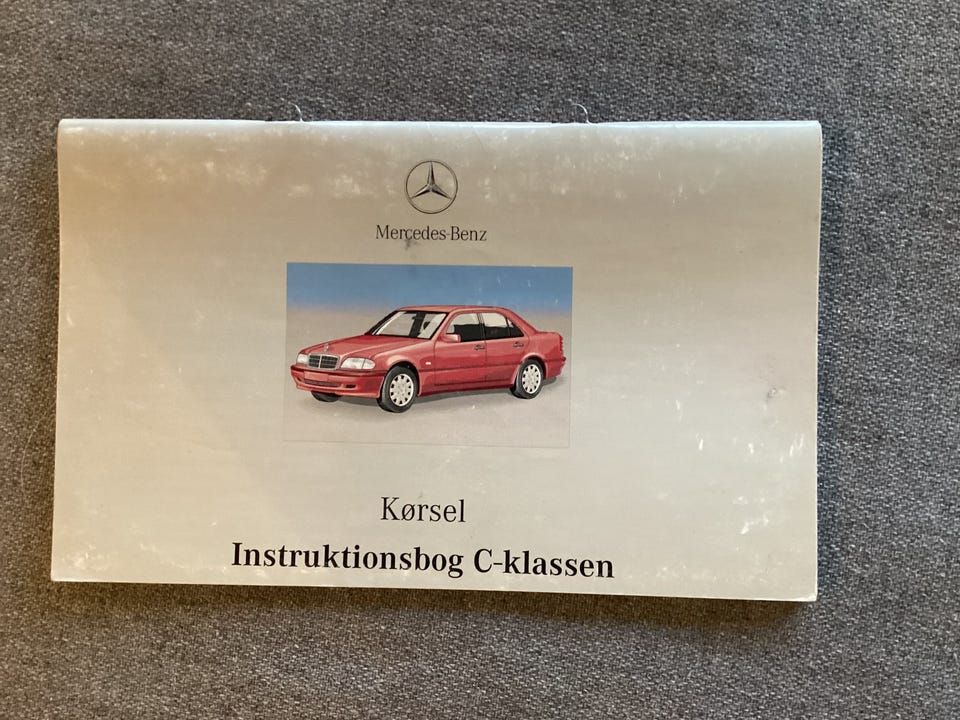 Mercedes-Benz
Kørsel
Instruktionsbog C-klassen